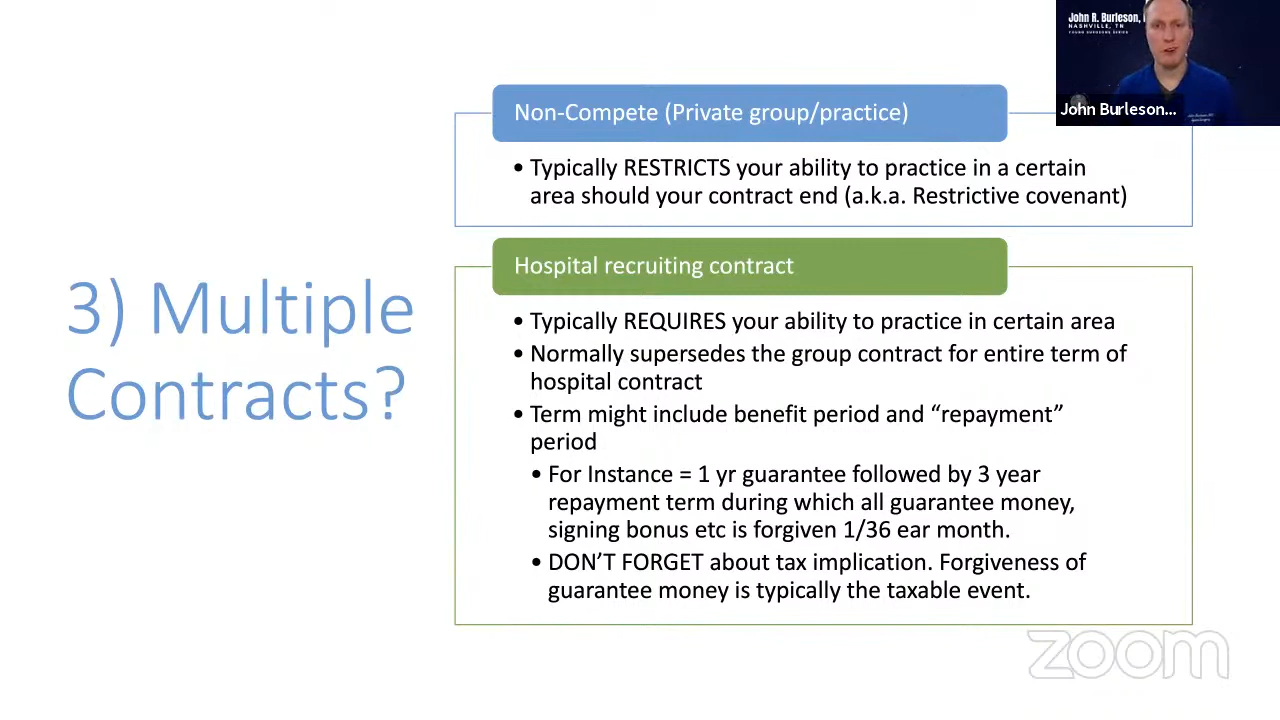 3) Multiple
Contracts?
Non-Compete (Private group/practice)
• Typically RESTRICTS your ability to practice in a certain
area should your contract end (a.k.a. Restrictive covenant)
Hospital recruiting contract
• Typically REQUIRES your ability to practice in certain area
• Normally supersedes the group contract for entire term of
hospital contract
• Term might include benefit period and “repayment”
period
• For Instance = 1 yr guarantee followed by 3 year
repayment term during which all guarantee money,
signing bonus etc is forgiven 1/36 ear month.
• DON’T FORGET about tax implication. Forgiveness of
guarantee money is typically the taxable event.
John R. Burleson,
NASHVILLE, TN
YOUNG SURGEONS SERIES
John Burleson...
zoom